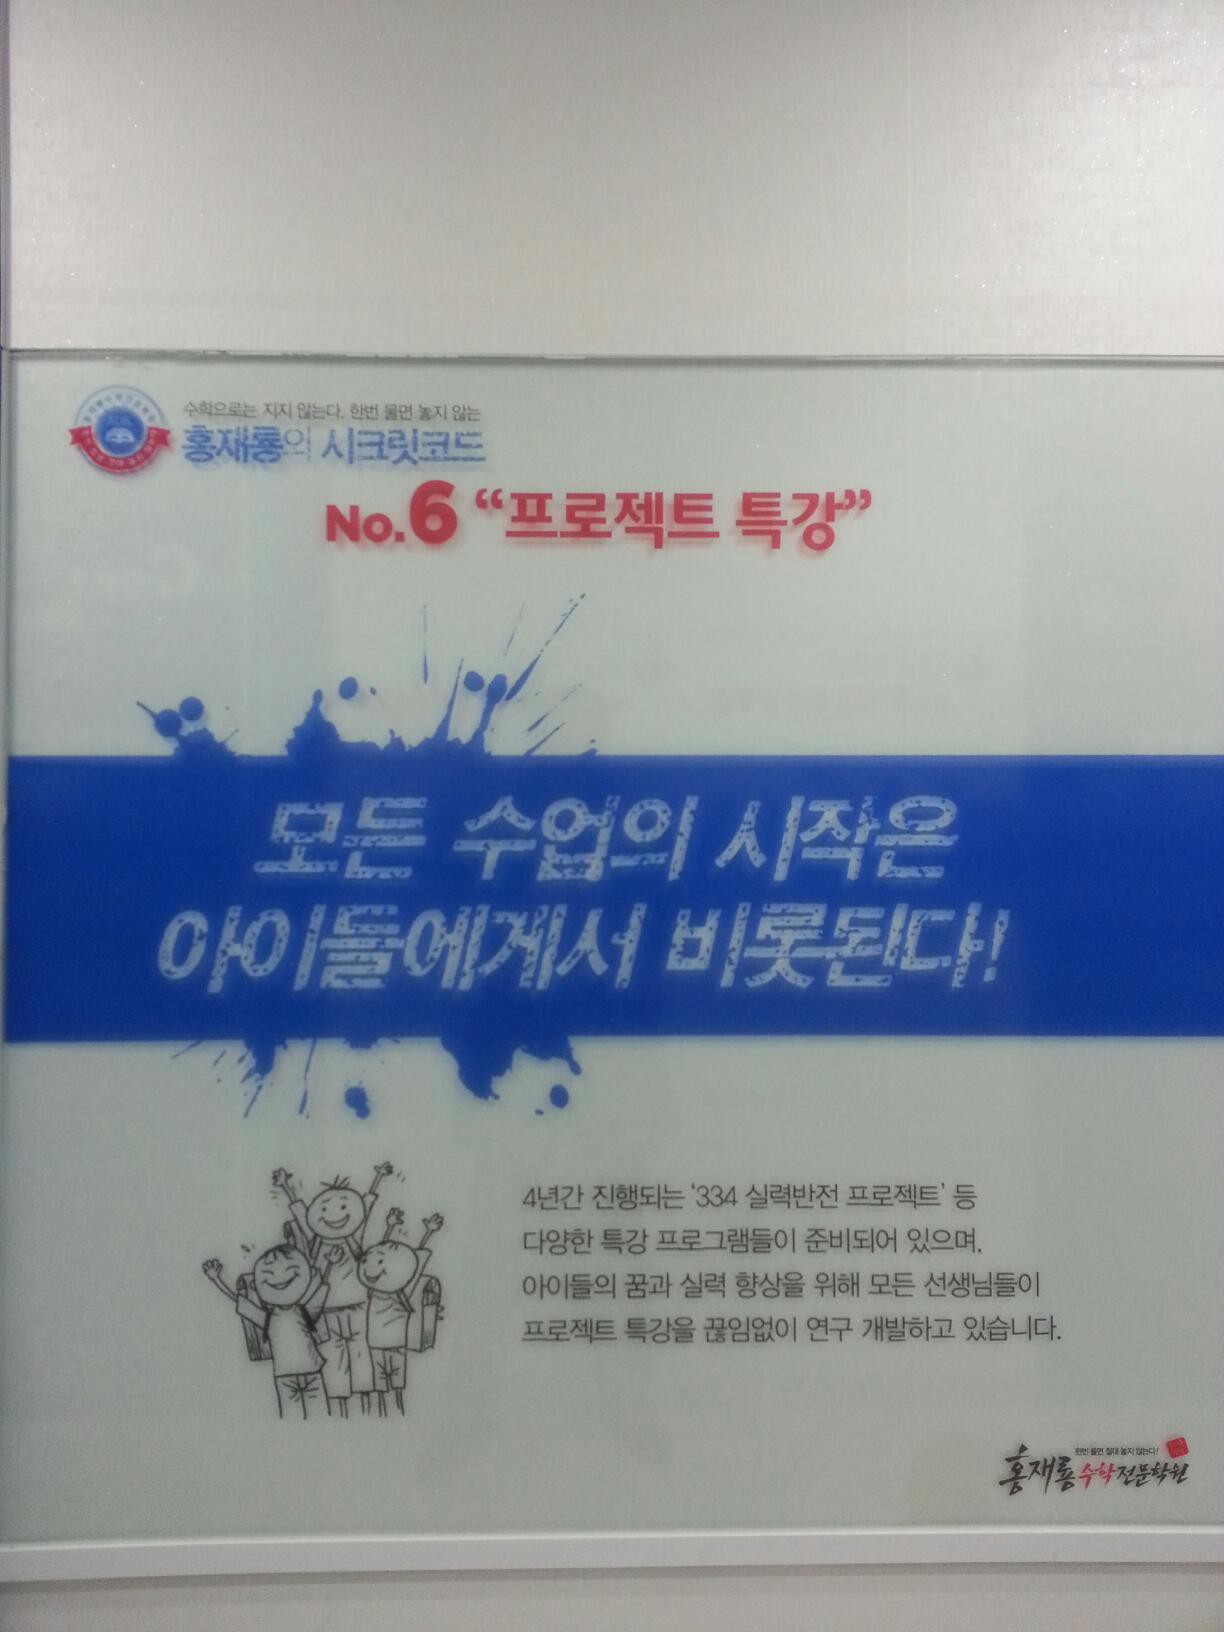 수학으로는 지지 않는다. 한번 물면 놓지 않는
홍재룡의 시크릿코드
No.6 “프로젝트 특강”
모든 수업의 시작은
아이들에게서 비롯된다!
4년간 진행되는 ‘334 실력반전 프로젝트’ 등
다양한 특강 프로그램들이 준비되어 있으며,
아이들의 꿈과 실력 향상을 위해 모든 선생님들이
프로젝트 특강을 끊임없이 연구 개발하고 있습니다.
한번 물면 절대 놓지 않는다!
홍재룡 수학전문학원